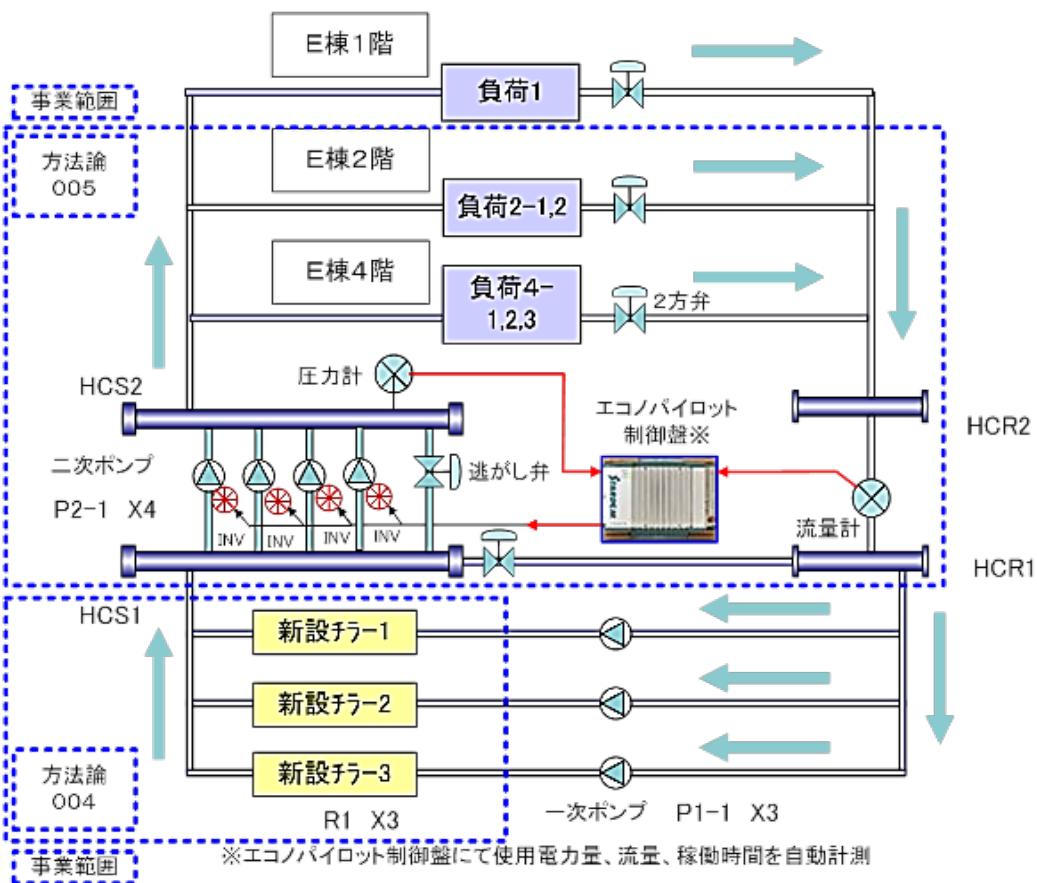 E棟1階
負荷1
事業範囲
方法論
005
E棟2階
負荷2-1,2
E棟4階
負荷4-
1,2,3
2方弁
HCS2
圧力計
エコノパイロット
制御盤※
HCR2
二次ポンプ
P2-1 X4
逃がし弁
INV
INV
INV
INV
流量計
HCR1
HCS1
新設チラー1
新設チラー2
新設チラー3
方法論
004
R1 X3
一次ポンプ P1-1 X3
事業範囲
※エコノパイロット制御盤にて使用電力量、流量、稼働時間を自動計測